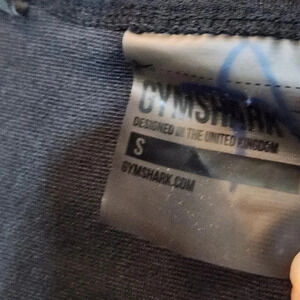 GYMSHARK
DESIGNED IN THE UNITED KINGDOM
S
GYMSHARK.COM